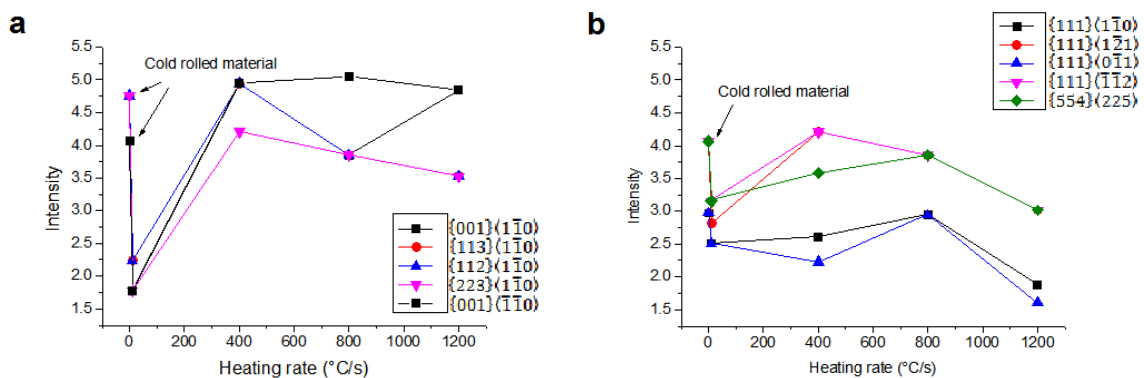 a
Cold rolled material
Intensity
5.5
5.0
4.5
4.0
3.5
3.0
2.5
2.0
1.5
0 200 400 600 800 1000 1200
Heating rate (°C/s)
{001}⟨11̅0⟩
{113}⟨11̅0⟩
{112}⟨11̅0⟩
{223}⟨11̅0⟩
{001}⟨1̅1̅0⟩
b
{111}⟨11̅0⟩
{111}⟨12̅1⟩
{111}⟨01̅1⟩
{111}⟨1̅1̅2⟩
{554}⟨225⟩
Cold rolled material
Intensity
5.5
5.0
4.5
4.0
3.5
3.0
2.5
2.0
1.5
0 200 400 600 800 1000 1200
Heating rate (°C/s)